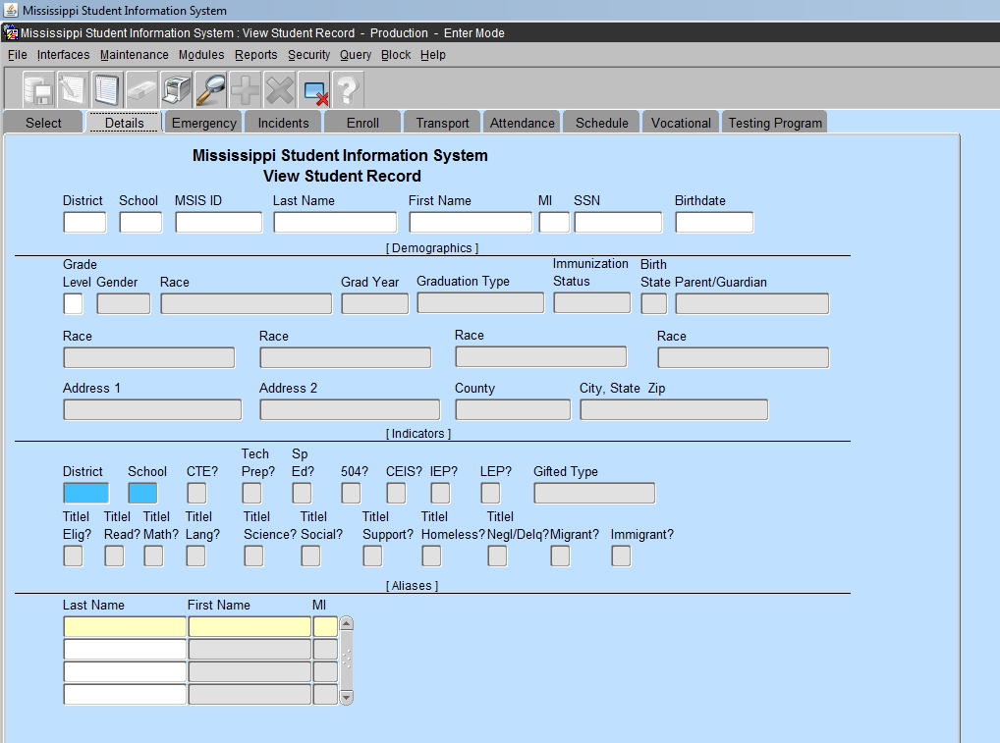 Mississippi Student Information System
Mississippi Student Information System : View Student Record - Production - Enter Mode
File Interfaces Maintenance Modules Reports Security Query Block Help
?
Select Details Emergency Incidents Enroll Transport Attendance Schedule Vocational Testing Program
Mississippi Student Information System
View Student Record
District School MSIS ID Last Name First Name MI SSN Birthdate
[ Demographics ]
Grade Immunization Birth
Level Gender Race Grad Year Graduation Type Status State Parent/Guardian
Race Race Race Race
Address 1 Address 2 County City, State Zip
[ Indicators ]
Tech Sp
District School CTE? Prep? Ed? 504? CEIS? IEP? LEP? Gifted Type
TitleI TitleI TitleI TitleI TitleI TitleI TitleI TitleI TitleI
Elig? Read? Math? Lang? Science? Social? Support? Homeless? Negl/Delq? Migrant? Immigrant?
[ Aliases ]
Last Name First Name MI